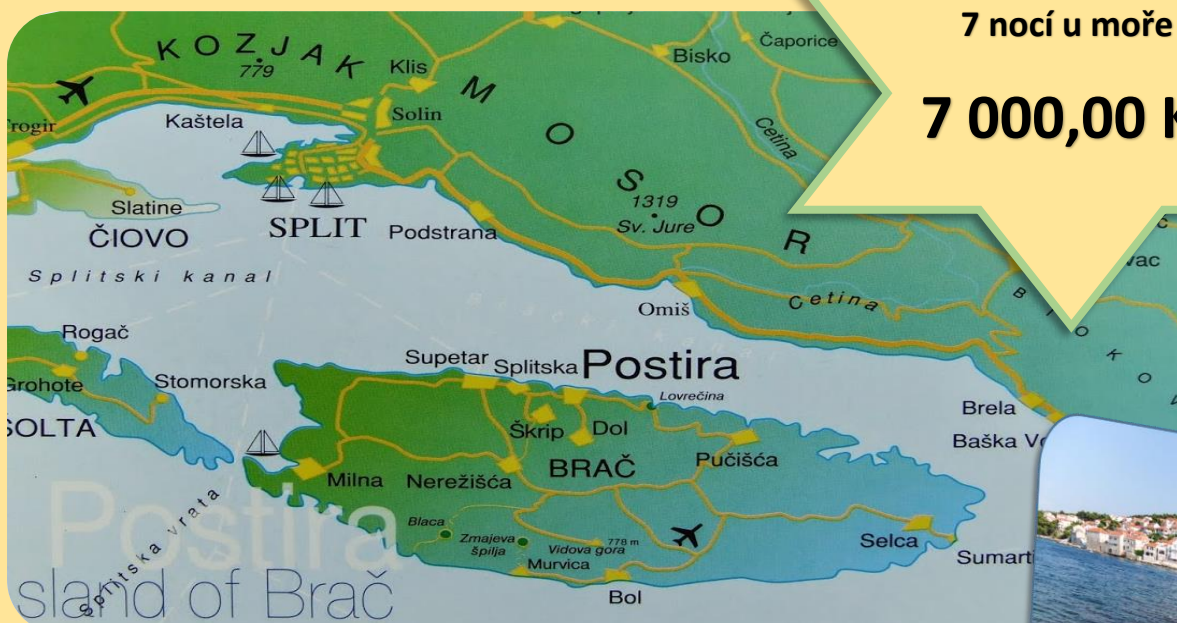 7 nocí u moře
7 000,00 K
KOZJAK
779
Klis
MOSOR
Bisko
Čaporice
Cetina
Trogir
Kaštela
Solin
Slatine
ČIOVO
SPLIT
Podstrana
1319
Sv. Jure
Splitski kanal
Omiš
Cetina
Rogač
Grohote
Stomorska
ŠOLTA
Supetar
Splitska
Postira
Lovrečina
Brela
Baška Vo
Škrip
Dol
BRAČ
Pučišća
Milna
Nerežišća
Blaca
Zmajeva
špilja
Vidova gora
778 m
Murvica
Bol
Selca
Sumarti
Splitska vrata
Postira
Island of Brač